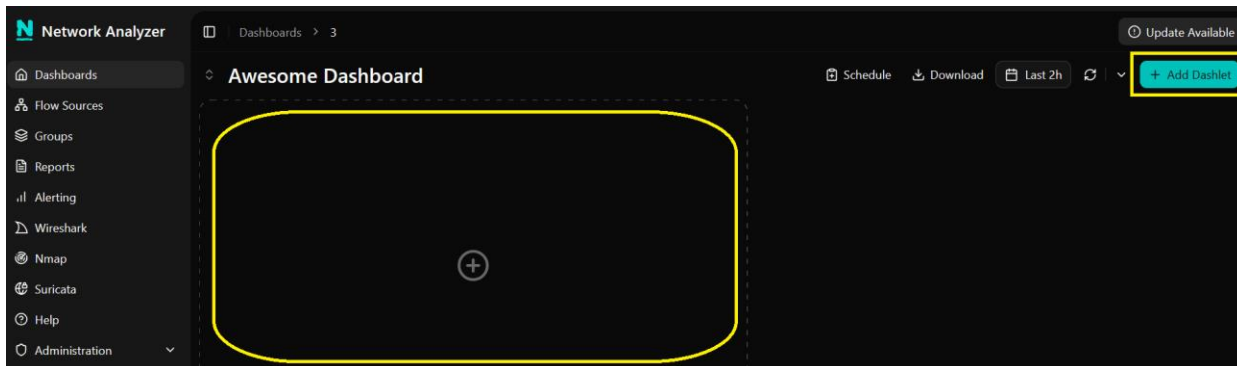 Network Analyzer
Dashboards > 3
Update Available
Dashboards
Awesome Dashboard
Schedule
Download
Last 2h
+ Add Dashlet
Flow Sources
Groups
Reports
Alerting
Wireshark
Nmap
Suricata
Help
Administration